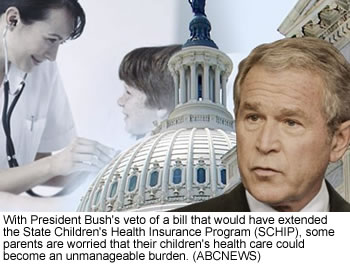 With President Bush's veto of a bill that would have extended
the State Children's Health Insurance Program (SCHIP), some
parents are worried that their children's health care could
become an unmanageable burden. (ABCNEWS)